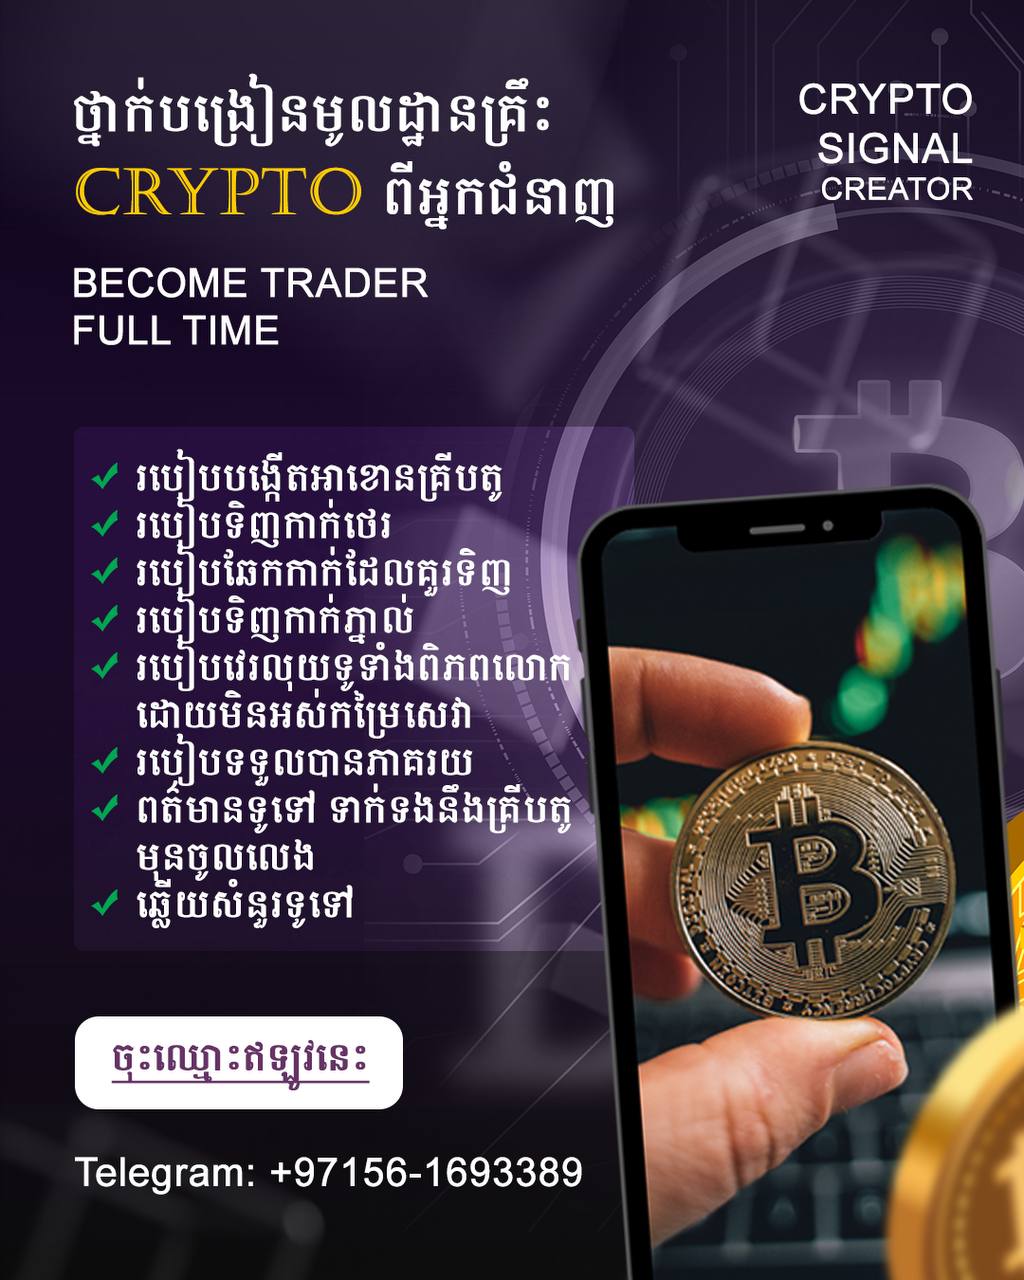 ថ្នាក់បង្រៀនមូលដ្ឋានគ្រឹះ
CRYPTO ពីអ្នកជំនាញ
CRYPTO
SIGNAL
CREATOR
BECOME TRADER
FULL TIME
របៀបបង្កើតអាខោនគ្រីបតូ
របៀបទិញកាក់ថេរ
របៀបឆែកកាក់ដែលគួរទិញ
របៀបទិញកាក់ភ្នាល់
របៀបវេរលុយទូទាំងពិភពលោក
ដោយមិនអស់កម្រៃសេវា
របៀបទទួលបានភាគរយ
ពត៌មានទូទៅ ទាក់ទងនឹងគ្រីបតូ
មុនចូលលេង
ឆ្លើយសំនួរទូទៅ
ចុះឈ្មោះឥឡូវនេះ
Telegram: +97156-1693389